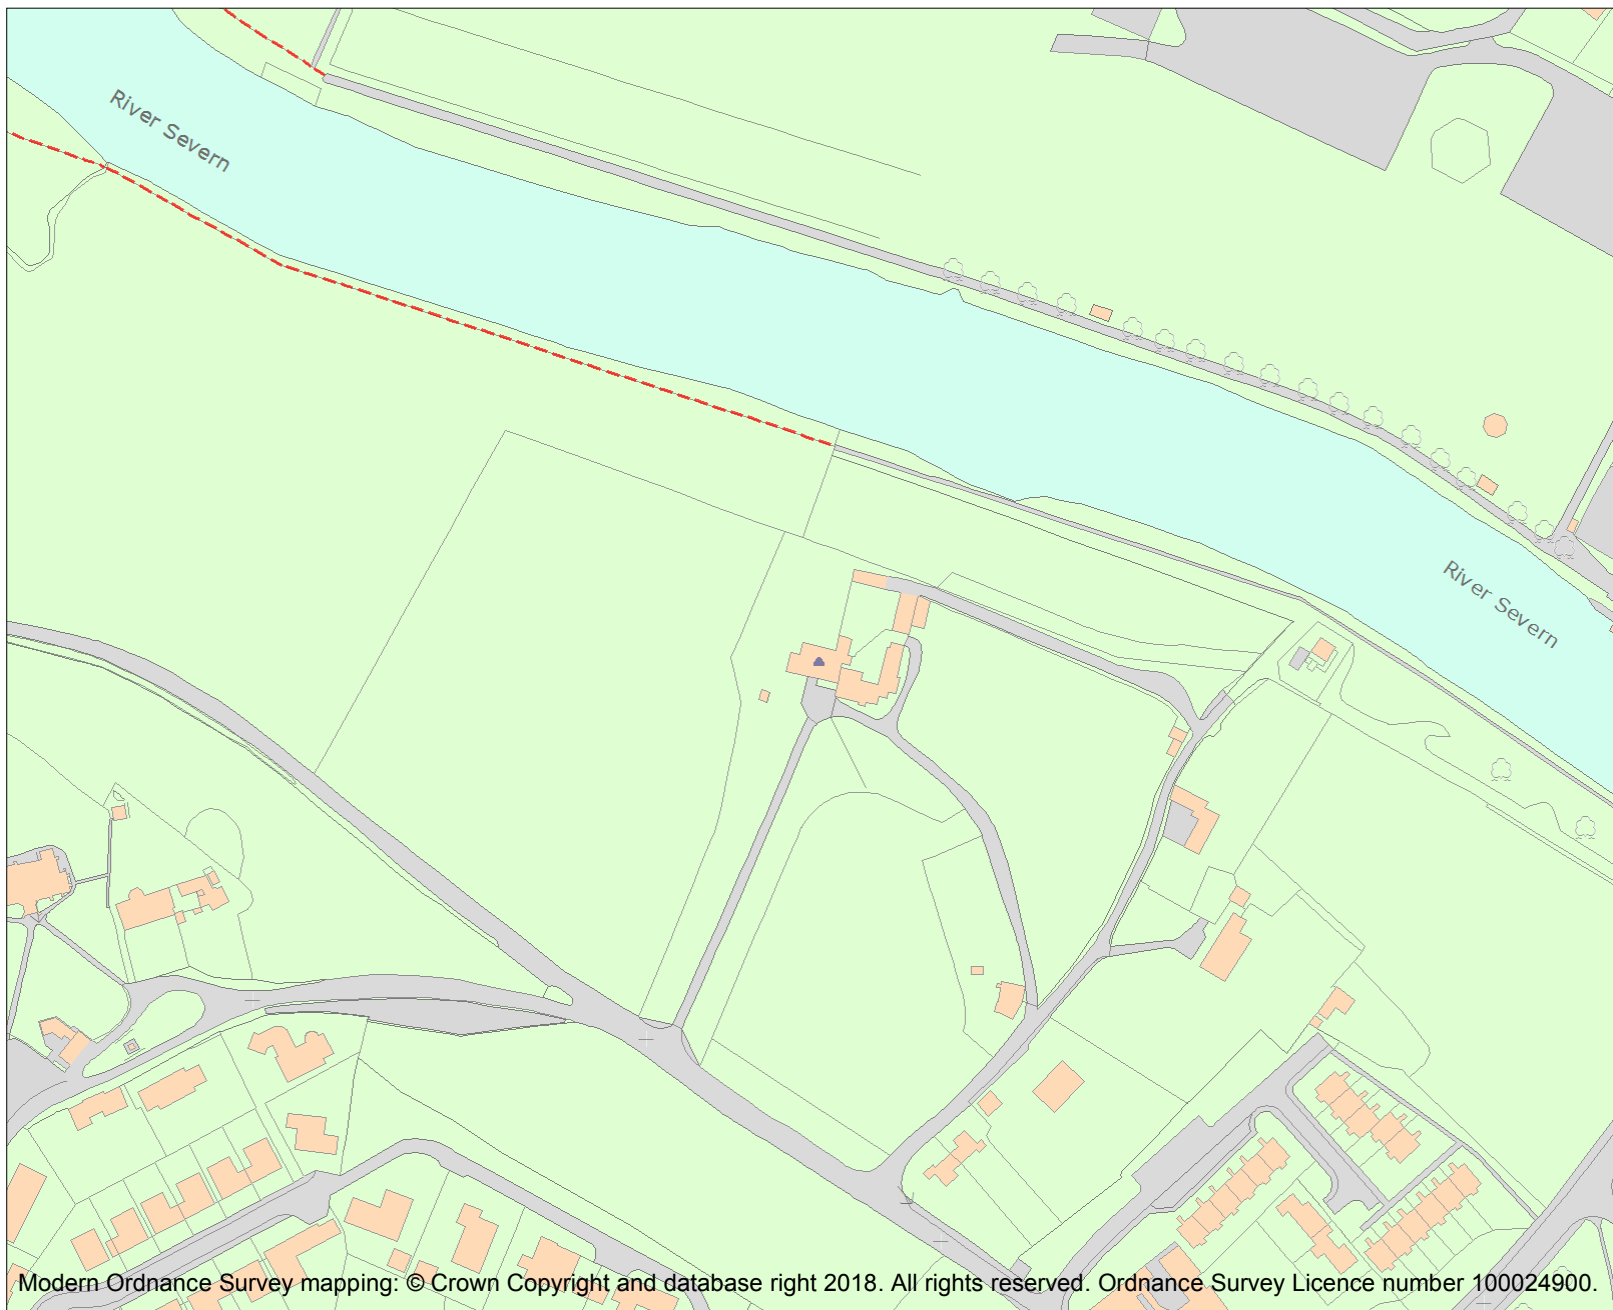 River Severn
River Severn
Modern Ordnance Survey mapping: © Crown Copyright and database right 2018. All rights reserved. Ordnance Survey Licence number 100024900.